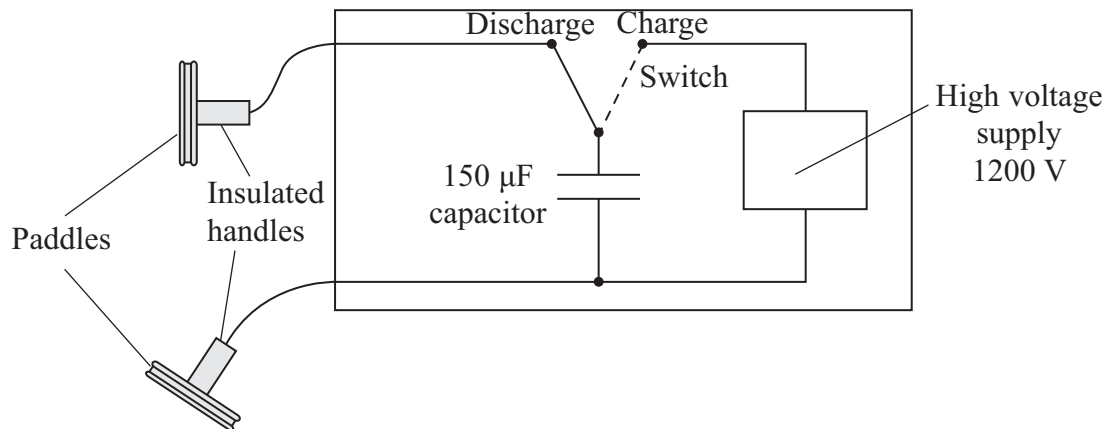 Discharge
Charge
Switch
High voltage
supply
1200 V
150 μF
capacitor
Insulated
handles
Paddles